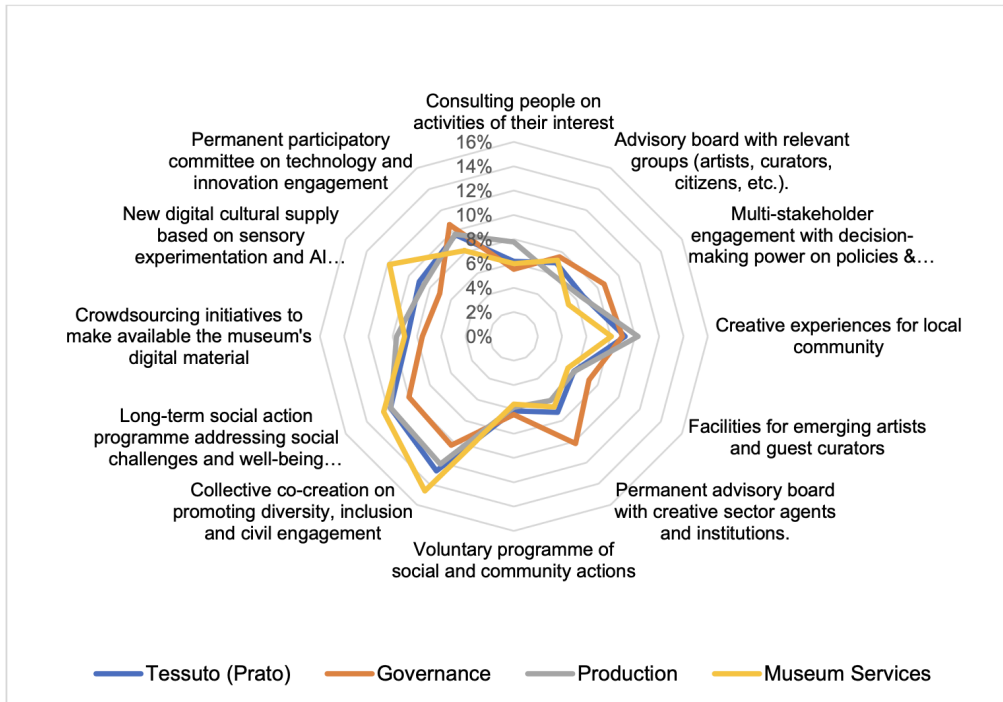 Consulting people on
activities of their interest
Permanent participatory
committee on technology and
innovation engagement
Advisory board with relevant
groups (artists, curators,
citizens, etc.).
New digital cultural supply
based on sensory
experimentation and AI...
Multi-stakeholder
engagement with decision-
making power on policies &...
16%
14%
12%
10%
8%
6%
4%
2%
0%
Crowdsourcing initiatives to
make available the museum's
digital material
Creative experiences for local
community
Long-term social action
programme addressing social
challenges and well-being ...
Facilities for emerging artists
and guest curators
Collective co-creation on
promoting diversity, inclusion
and civil engagement
Permanent advisory board
with creative sector agents
and institutions.
Voluntary programme of
social and community actions
Tessuto (Prato)
Governance
Production
Museum Services